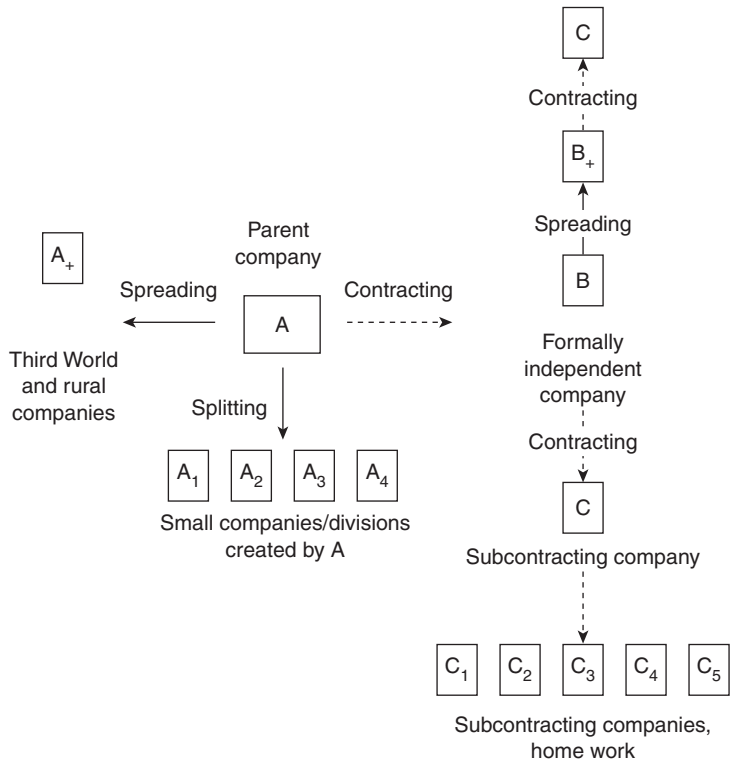 C
Contracting
B₊
Spreading
B
Formally
independent
company
Contracting
C
Subcontracting company
C₁ C₂ C₃ C₄ C₅
Subcontracting companies,
home work
Parent
company
A
Contracting
Spreading
A₊
Third World
and rural
companies
Splitting
A₁ A₂ A₃ A₄
Small companies/divisions
created by A